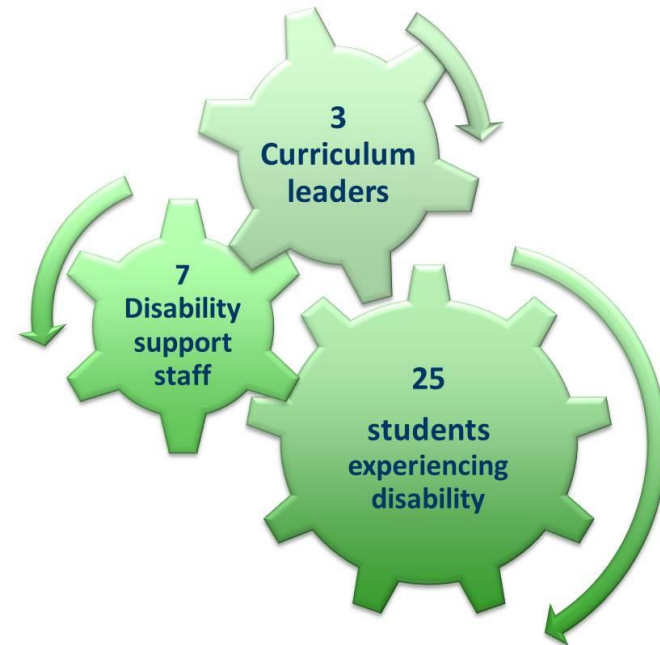 3
Curriculum
leaders
7
Disability
support
staff
25
students
experiencing
disability